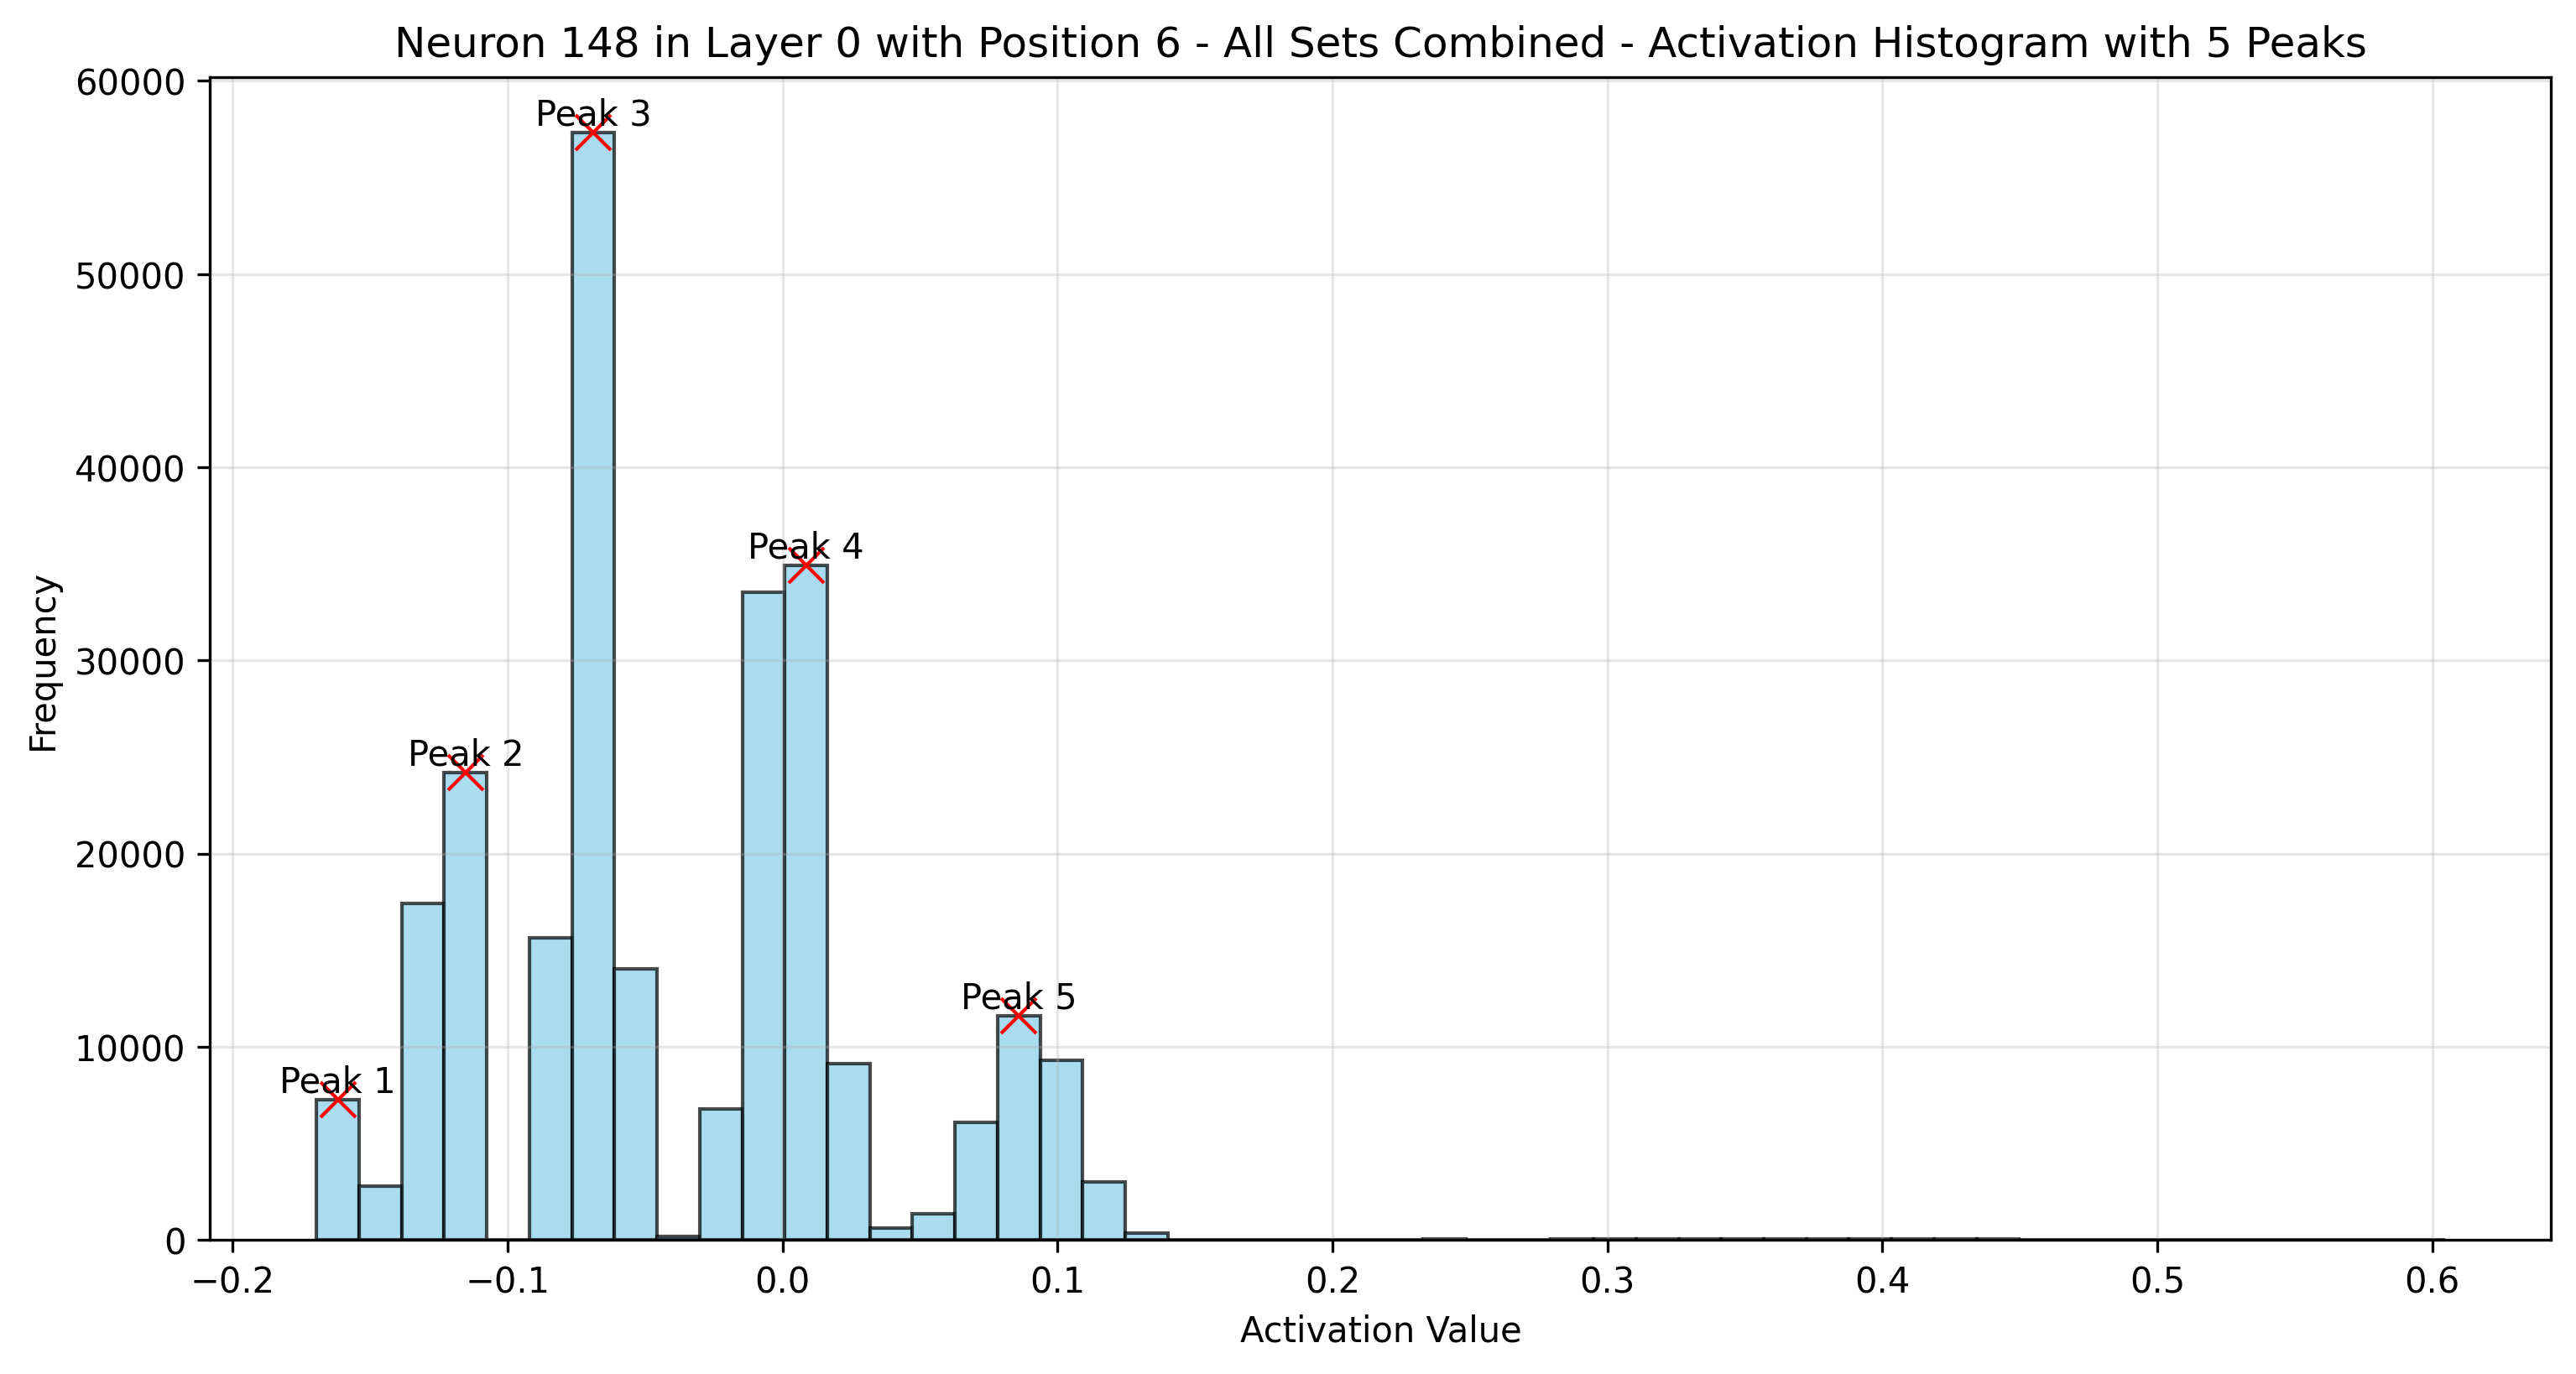 Neuron 148 in Layer 0 with Position 6 - All Sets Combined - Activation Histogram with 5 Peaks
60000
50000
40000
30000
20000
10000
0
Frequency
Peak 1
Peak 2
Peak 3
Peak 4
Peak 5
−0.2 −0.1 0.0 0.1 0.2 0.3 0.4 0.5 0.6
Activation Value